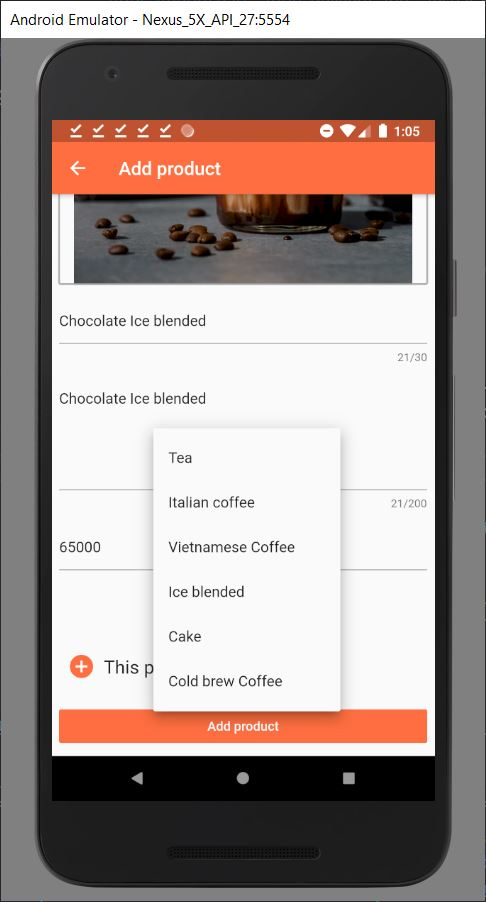 Android Emulator - Nexus_5X_API_27:5554
1:05
Add product
Chocolate Ice blended
21/30
Chocolate Ice blended
Tea
Italian coffee
21/200
Vietnamese Coffee
65000
Ice blended
Cake
This p
Cold brew Coffee
Add product